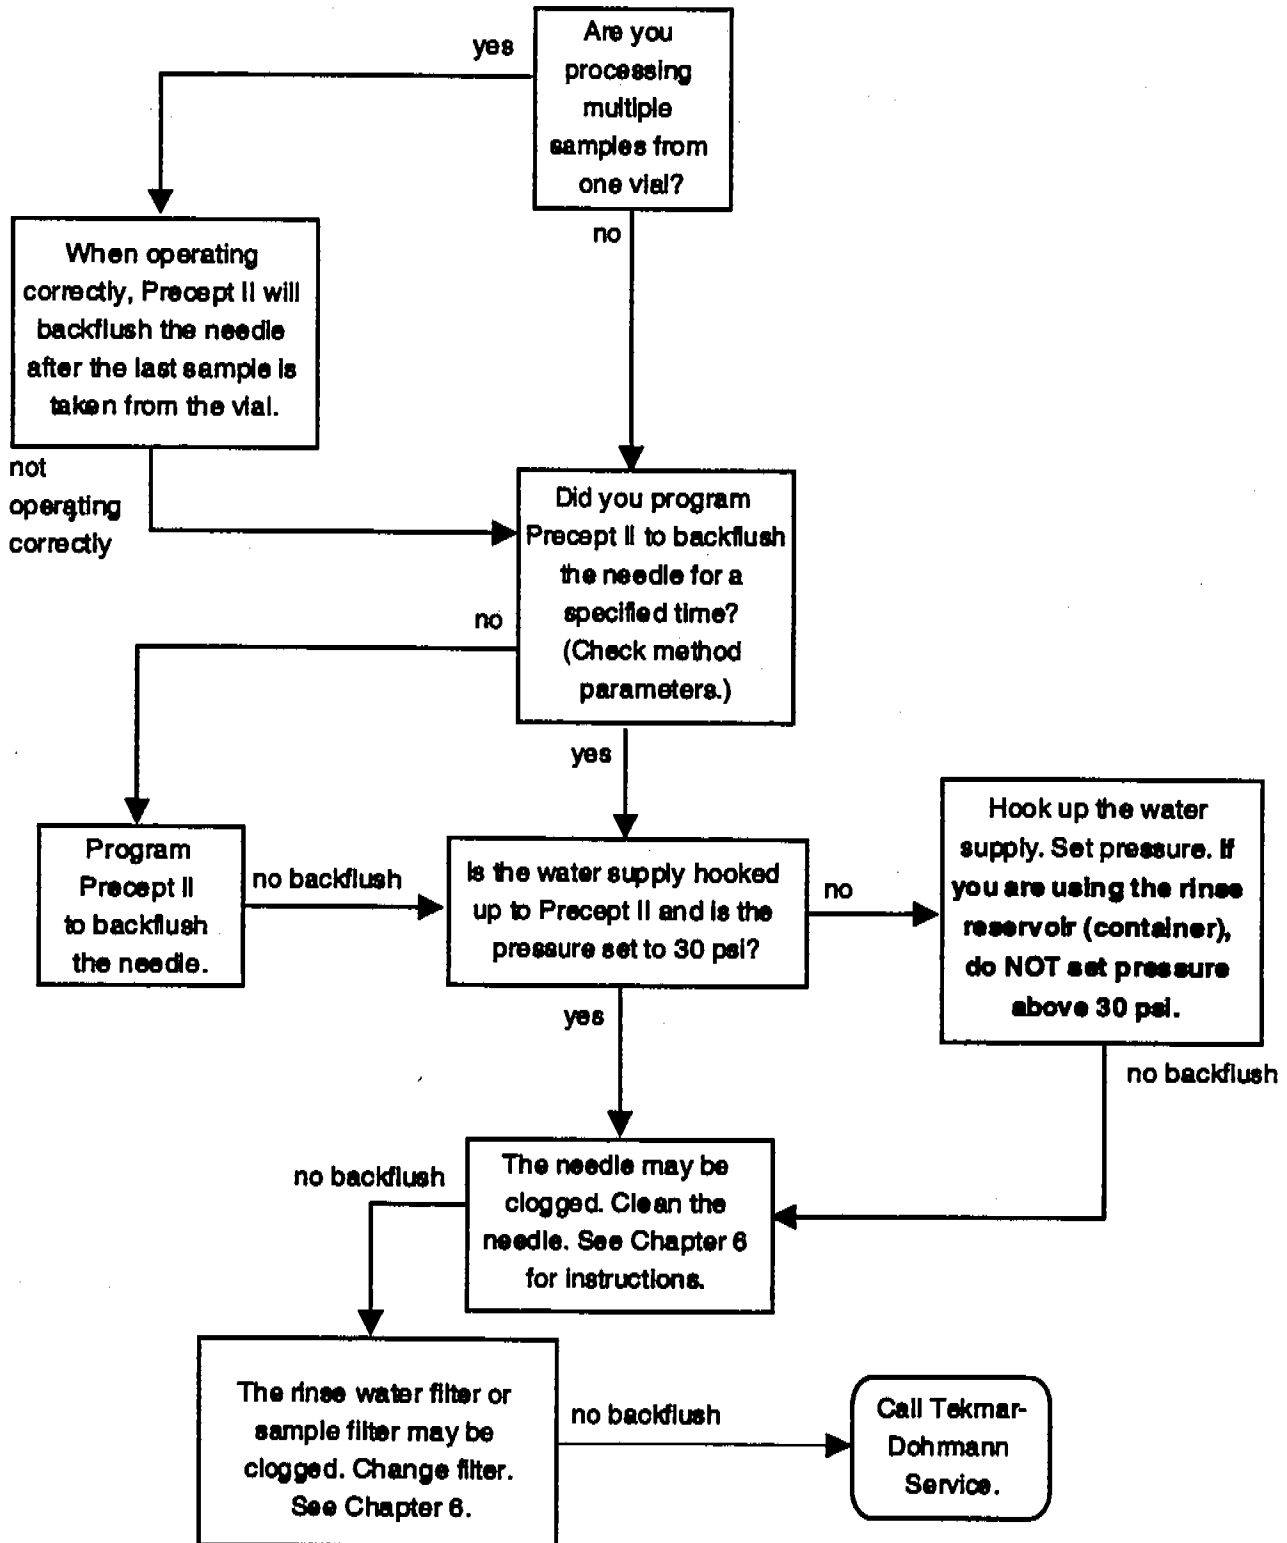 Are you
processing
multiple
samples from
one vial?
yes
no
When operating
correctly, Precept II will
backflush the needle
after the last sample is
taken from the vial.
not
operating
correctly
Did you program
Precept II to backflush
the needle for a
specified time?
(Check method
parameters.)
no
yes
Program
Precept II
to backflush
the needle.
no backflush
Is the water supply hooked
up to Precept II and is the
pressure set to 30 psi?
no
Hook up the water
supply. Set pressure. If
you are using the rinse
reservoir (container),
do NOT set pressure
above 30 psi.
yes
no backflush
The needle may be
clogged. Clean the
needle. See Chapter 6
for instructions.
no backflush
The rinse water filter or
sample filter may be
clogged. Change filter.
See Chapter 6.
no backflush
Call Tekmar-
Dohrmann
Service.